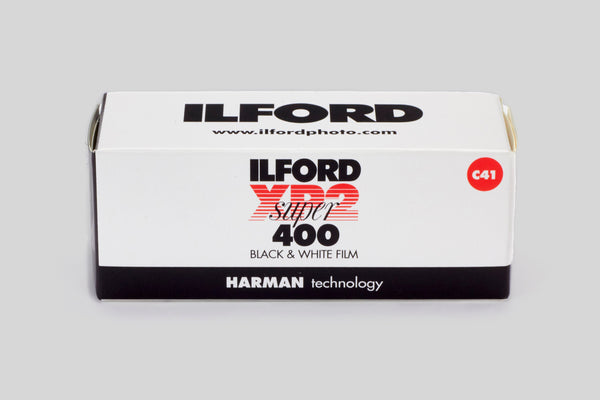 ILFORD
www.ilfordphoto.com
ILFORD
XP2
super
400
BLACK & WHITE FILM
C41
HARMAN technology